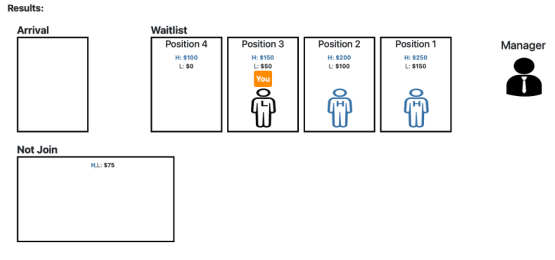 Results:
Arrival
Waitlist
Position 4
H: $100
L: $0
Position 3
H: $150
L: $50
You
L
Position 2
H: $200
L: $100
H
Position 1
H: $250
L: $150
H
Manager
Not Join
H,L: $75